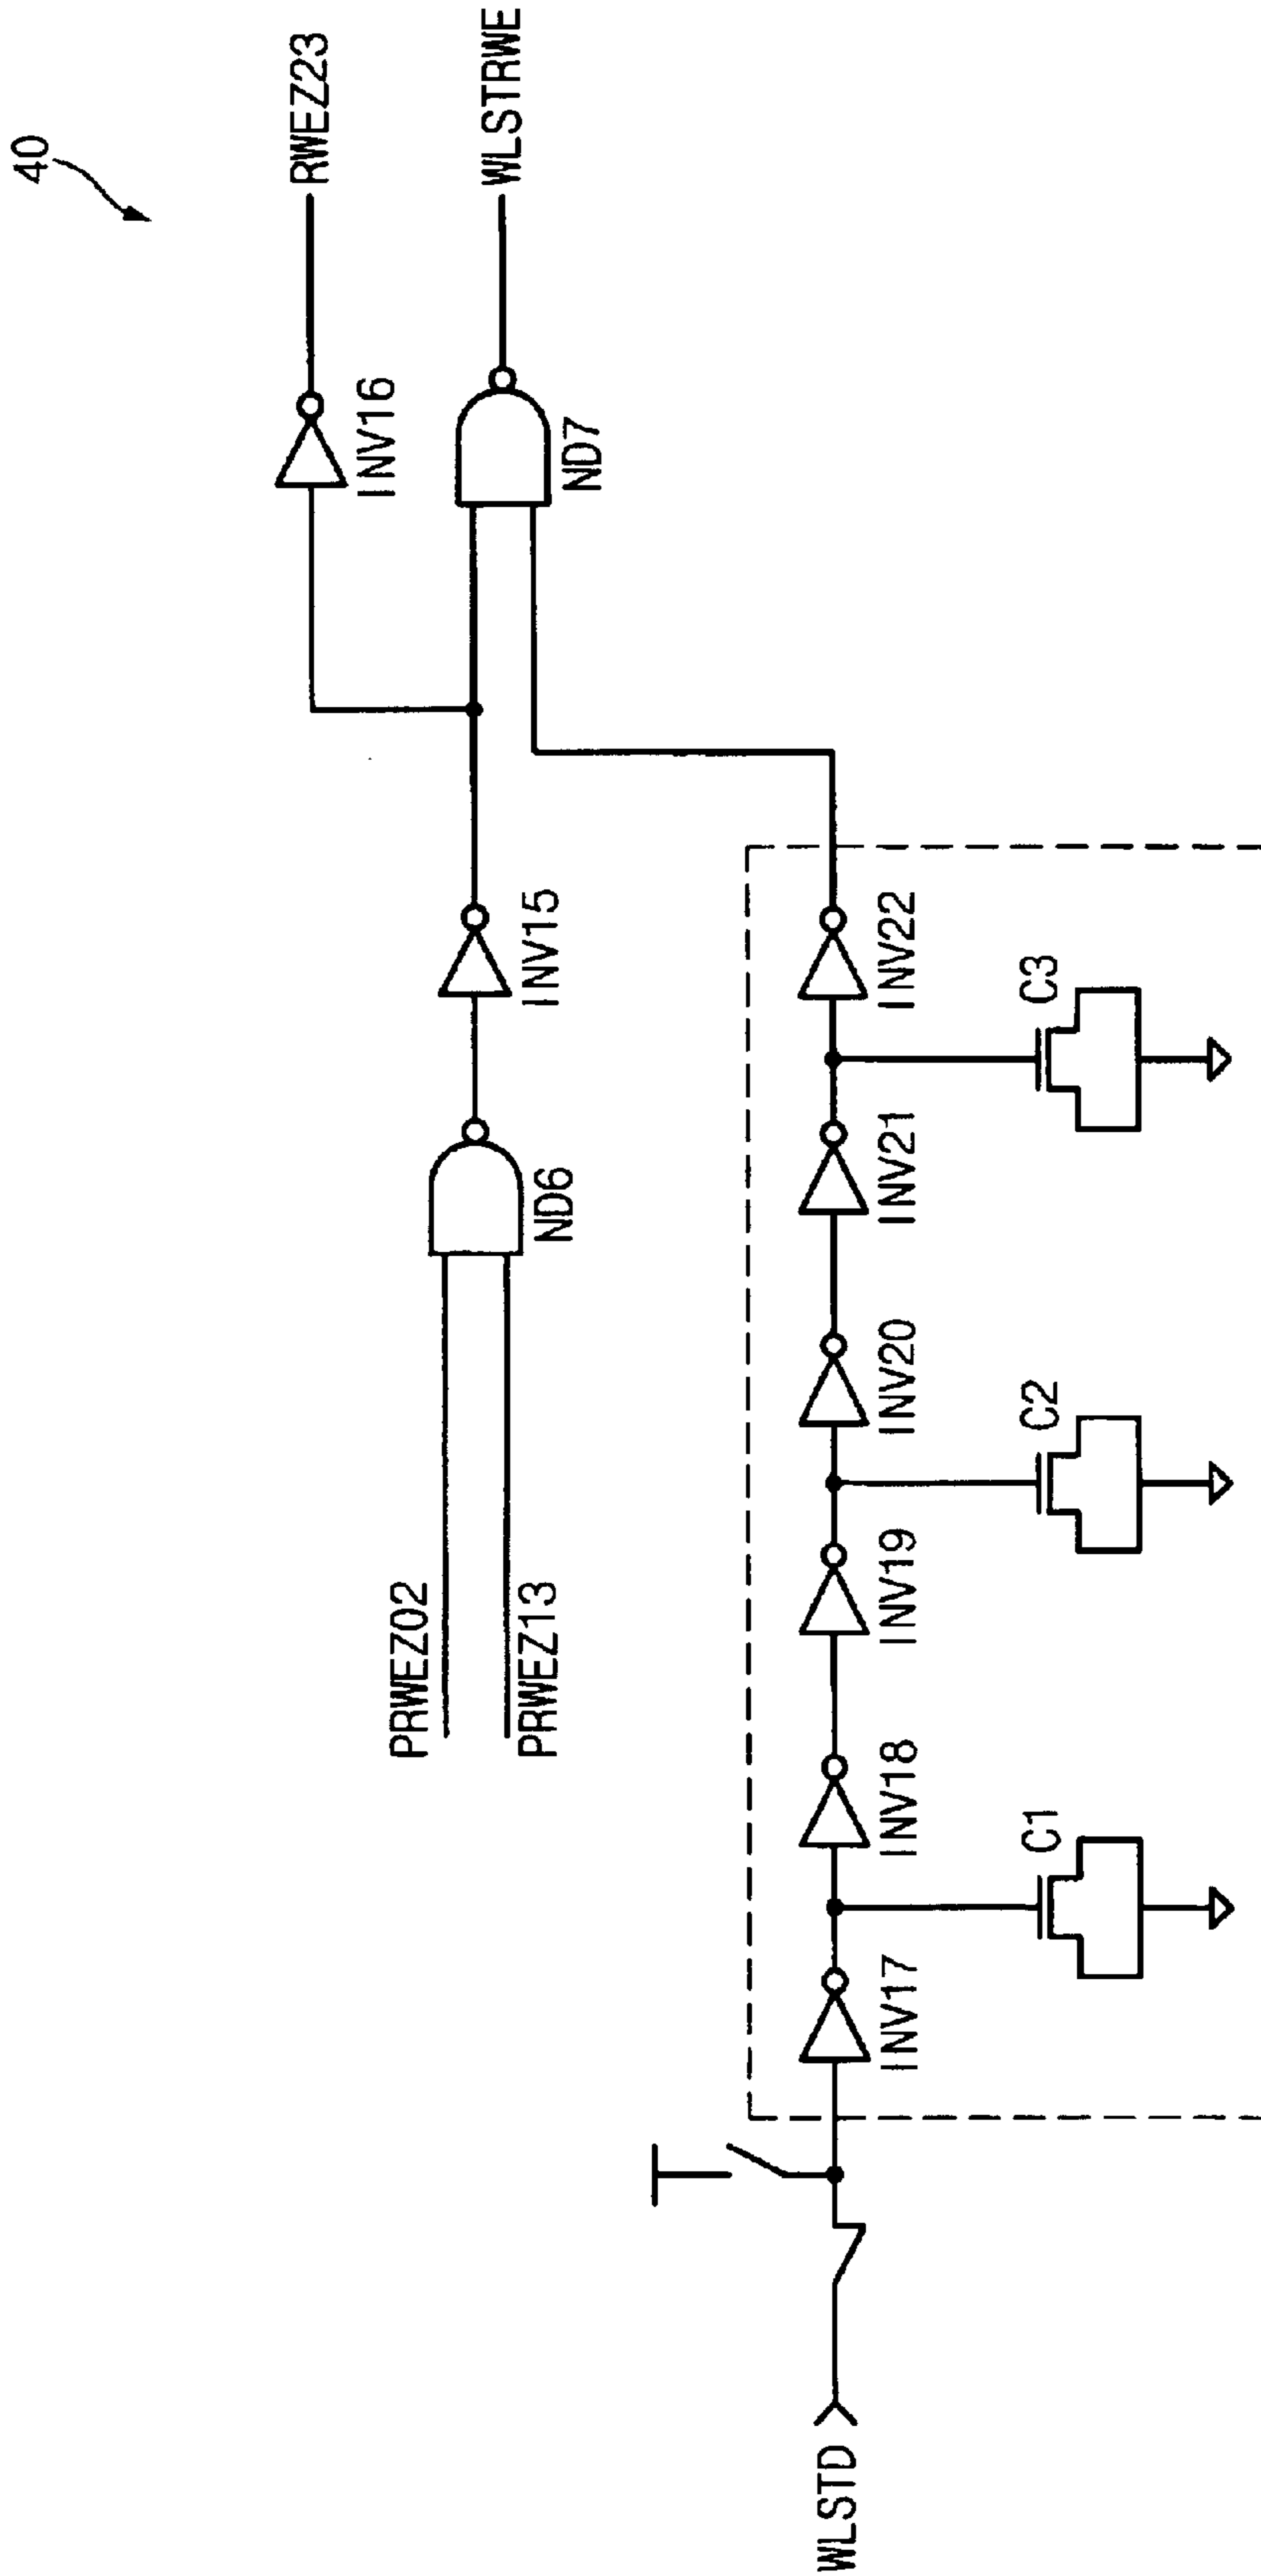 40
RWEZ23
WLSTRWE
INV16
ND7
INV15
ND6
PRWEZ02
PRWEZ13
INV22
INV21
INV20
INV19
INV18
INV17
C3
C2
C1
WLSTD